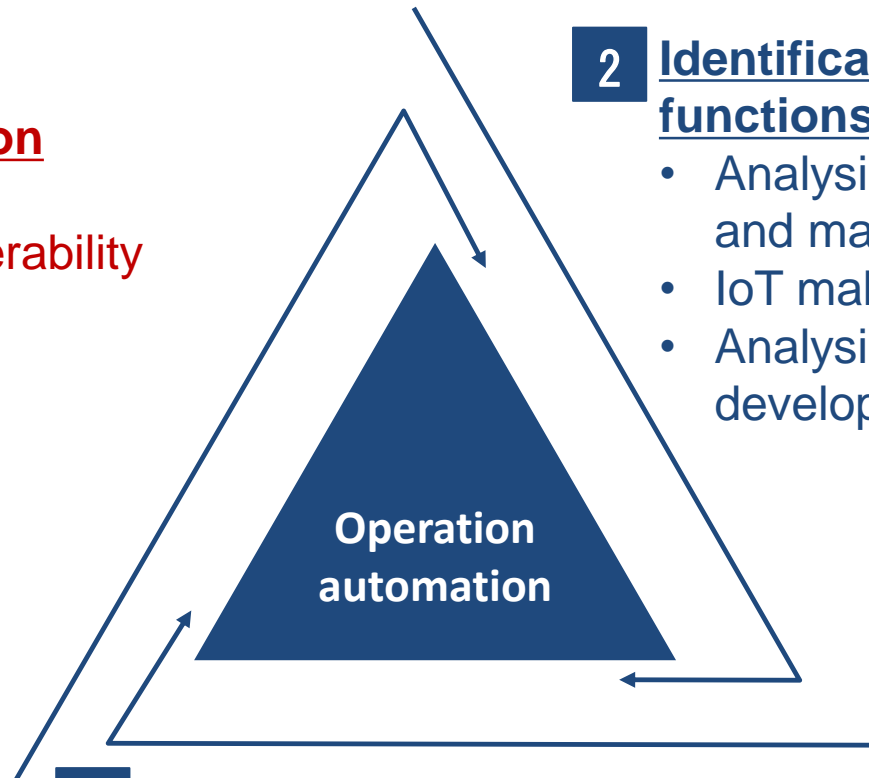 on
erability
2 Identifica
functions
• Analysi
and ma
• IoT mal
• Analysi
develop
Operation
automation